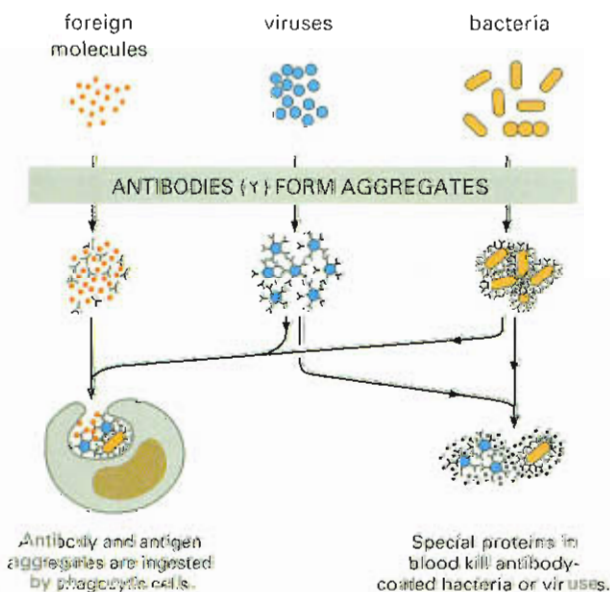 foreign
molecules
viruses
bacteria
ANTIBODIES (Y) FORM AGGREGATES
Antibody and antigen
aggregates are ingested
by phagocytic cells.
Special proteins in
blood kill antibody-
coated bacteria or viruses.